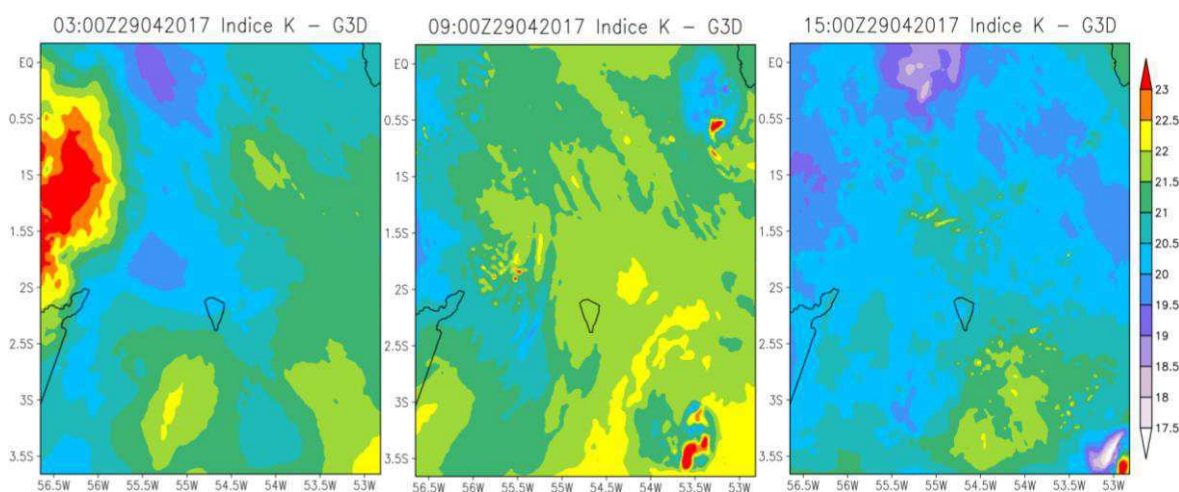 03:00Z29042017 Indice K – G3D
09:00Z29042017 Indice K – G3D
15:00Z29042017 Indice K – G3D
EQ
0.5S
1S
1.5S
2S
2.5S
3S
3.5S
56.5W 56W 55.5W 55W 54.5W 54W 53.5W 53W
EQ
0.5S
1S
1.5S
2S
2.5S
3S
3.5S
56.5W 56W 55.5W 55W 54.5W 54W 53.5W 53W
EQ
0.5S
1S
1.5S
2S
2.5S
3S
3.5S
56.5W 56W 55.5W 55W 54.5W 54W 53.5W 53W
23
22.5
22
21.5
21
20.5
20
19.5
19
18.5
18
17.5